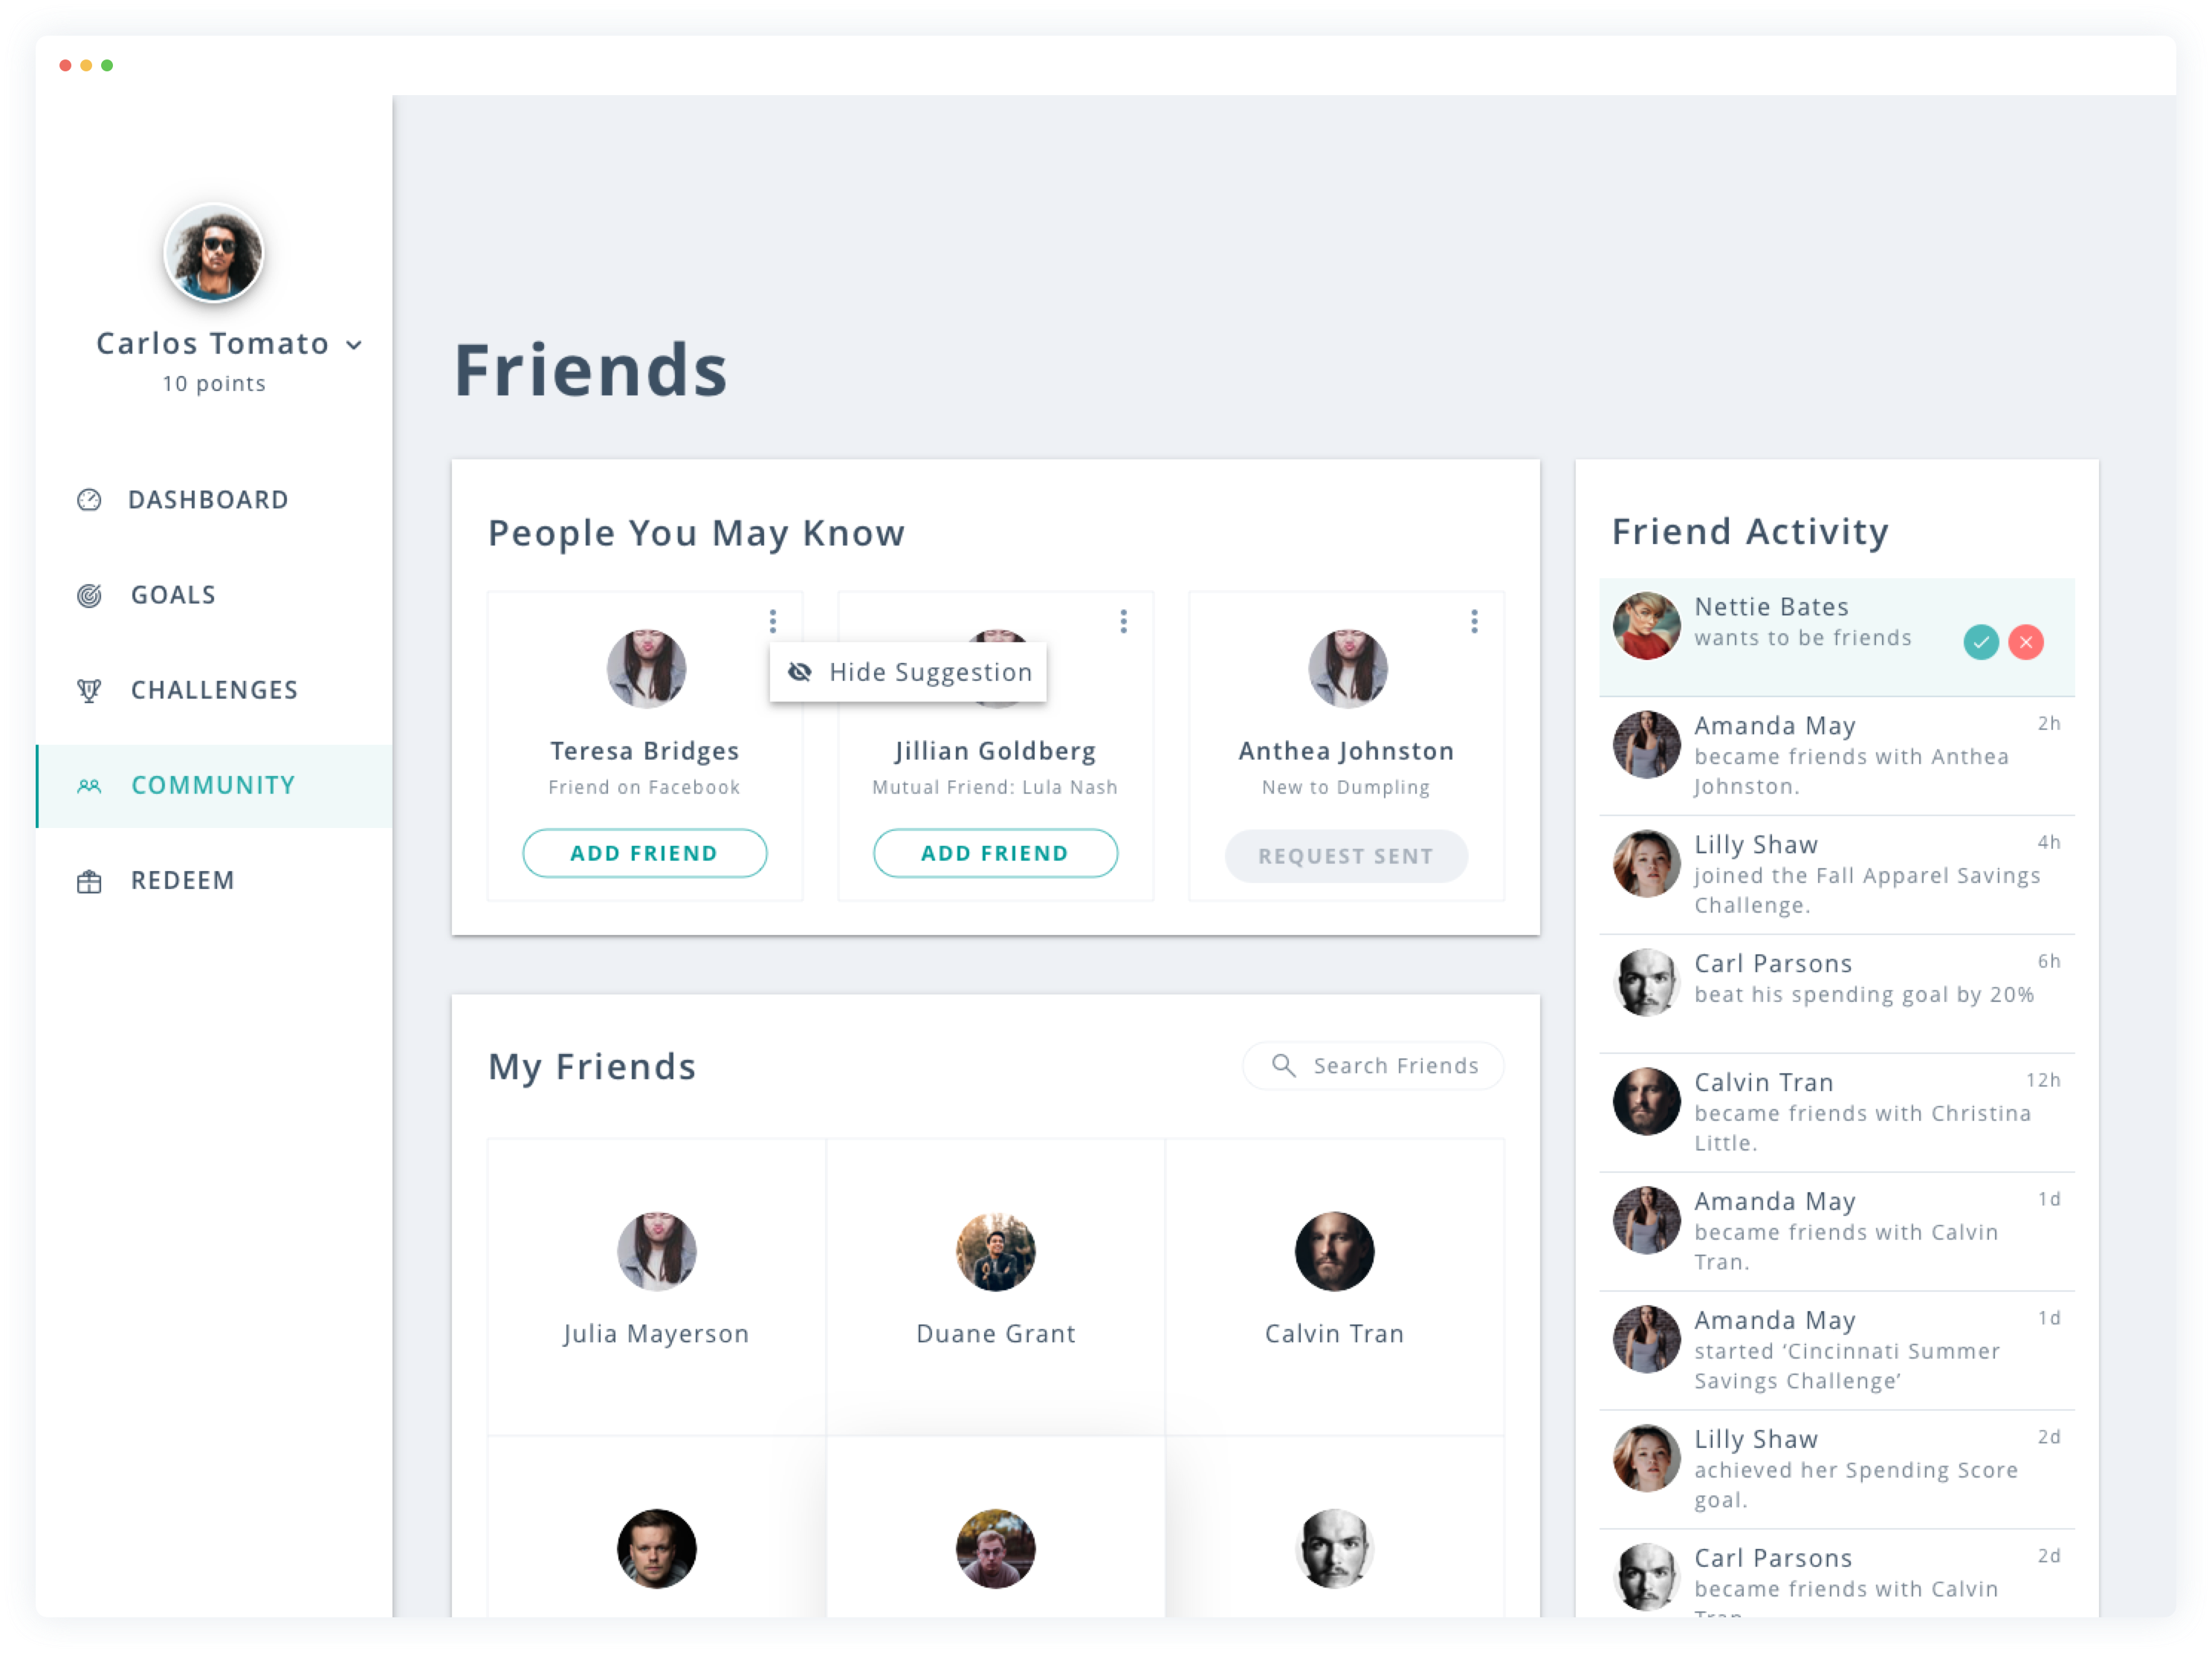 Carlos Tomato
10 points
DASHBOARD
GOALS
CHALLENGES
COMMUNITY
REDEEM
Friends
People You May Know
Hide Suggestion
Teresa Bridges
Friend on Facebook
ADD FRIEND
Jillian Goldberg
Mutual Friend: Lula Nash
ADD FRIEND
Anthea Johnston
New to Dumpling
REQUEST SENT
My Friends
Search Friends
Julia Mayerson
Duane Grant
Calvin Tran
Friend Activity
Nettie Bates
wants to be friends
Amanda May
2h
became friends with Anthea
Johnston.
Lilly Shaw
4h
joined the Fall Apparel Savings
Challenge.
Carl Parsons
6h
beat his spending goal by 20%
Calvin Tran
12h
became friends with Christina
Little.
Amanda May
1d
became friends with Calvin
Tran.
Amanda May
1d
started ‘Cincinnati Summer
Savings Challenge’
Lilly Shaw
2d
achieved her Spending Score
goal.
Carl Parsons
2d
became friends with Calvin